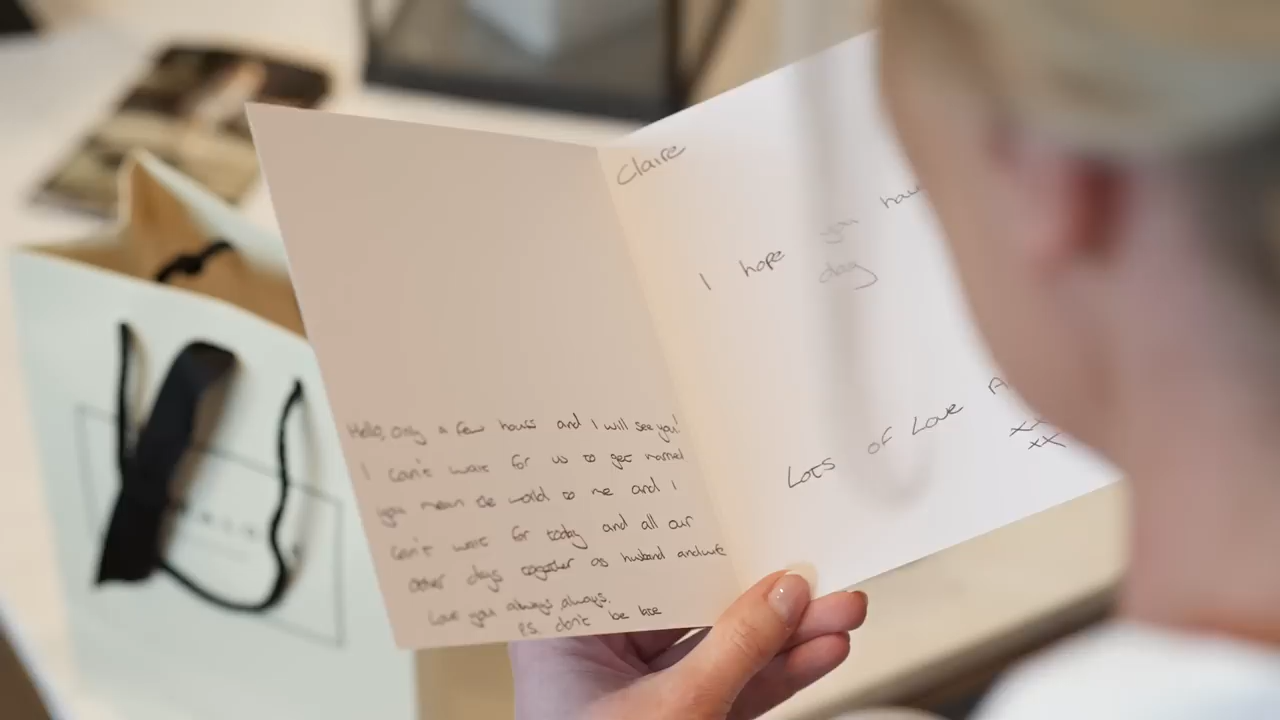 Hello, only a few hours and I will see you!
I can't wait for us to get married
you mean the world to me and I
can't wait for today and all our
other days together as husband and wife
Love you always, always,
P.S. don't be late
Claire
I hope you hav
day
Lots of Love A
xx
xx